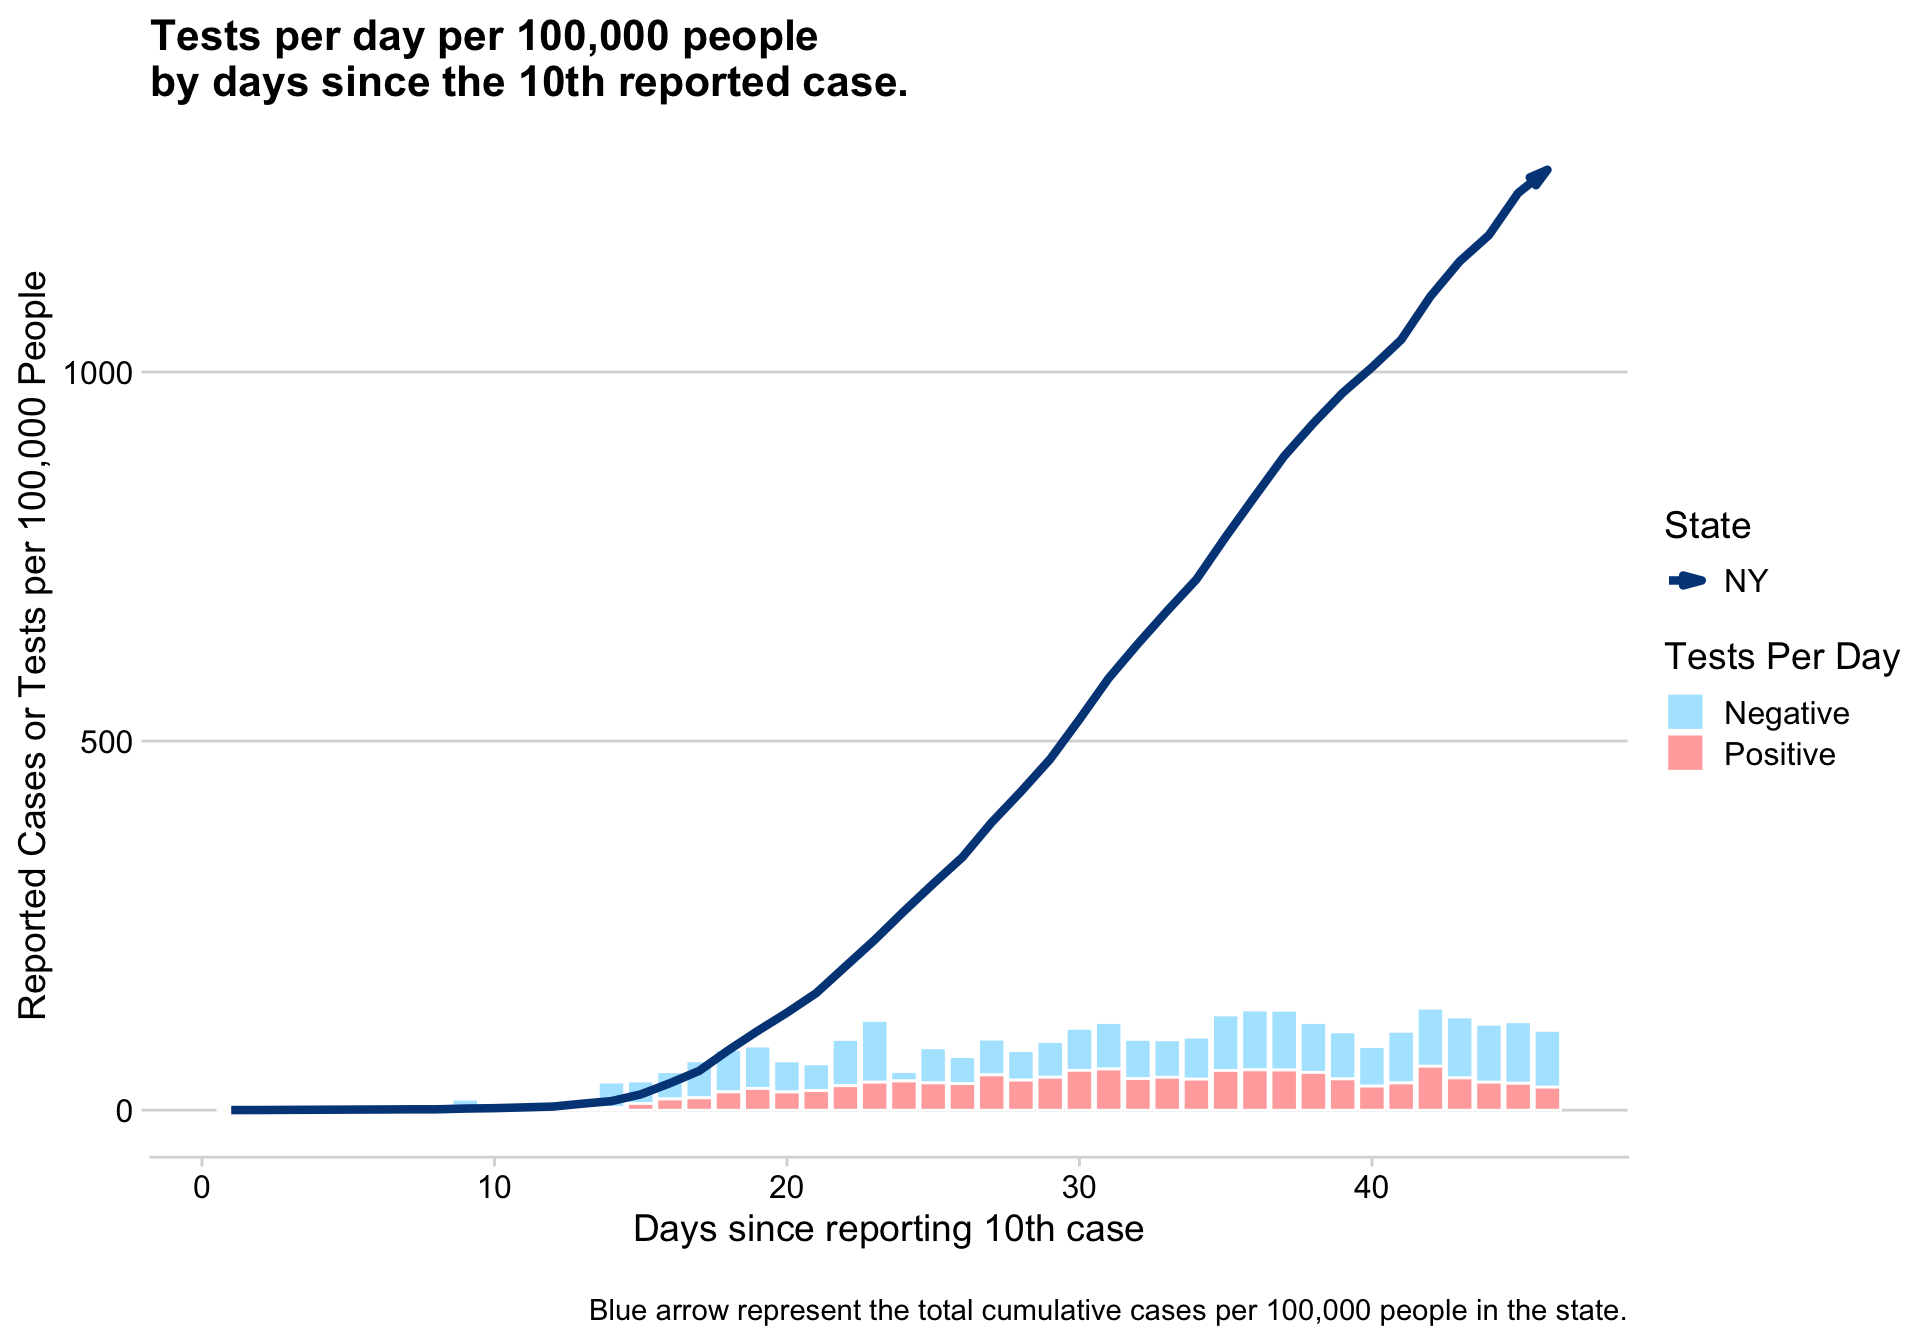 Tests per day per 100,000 people
by days since the 10th reported case.
Reported Cases or Tests per 100,000 People
1000
500
0
0
10
20
30
40
Days since reporting 10th case
State
NY
Tests Per Day
Negative
Positive
Blue arrow represent the total cumulative cases per 100,000 people in the state.